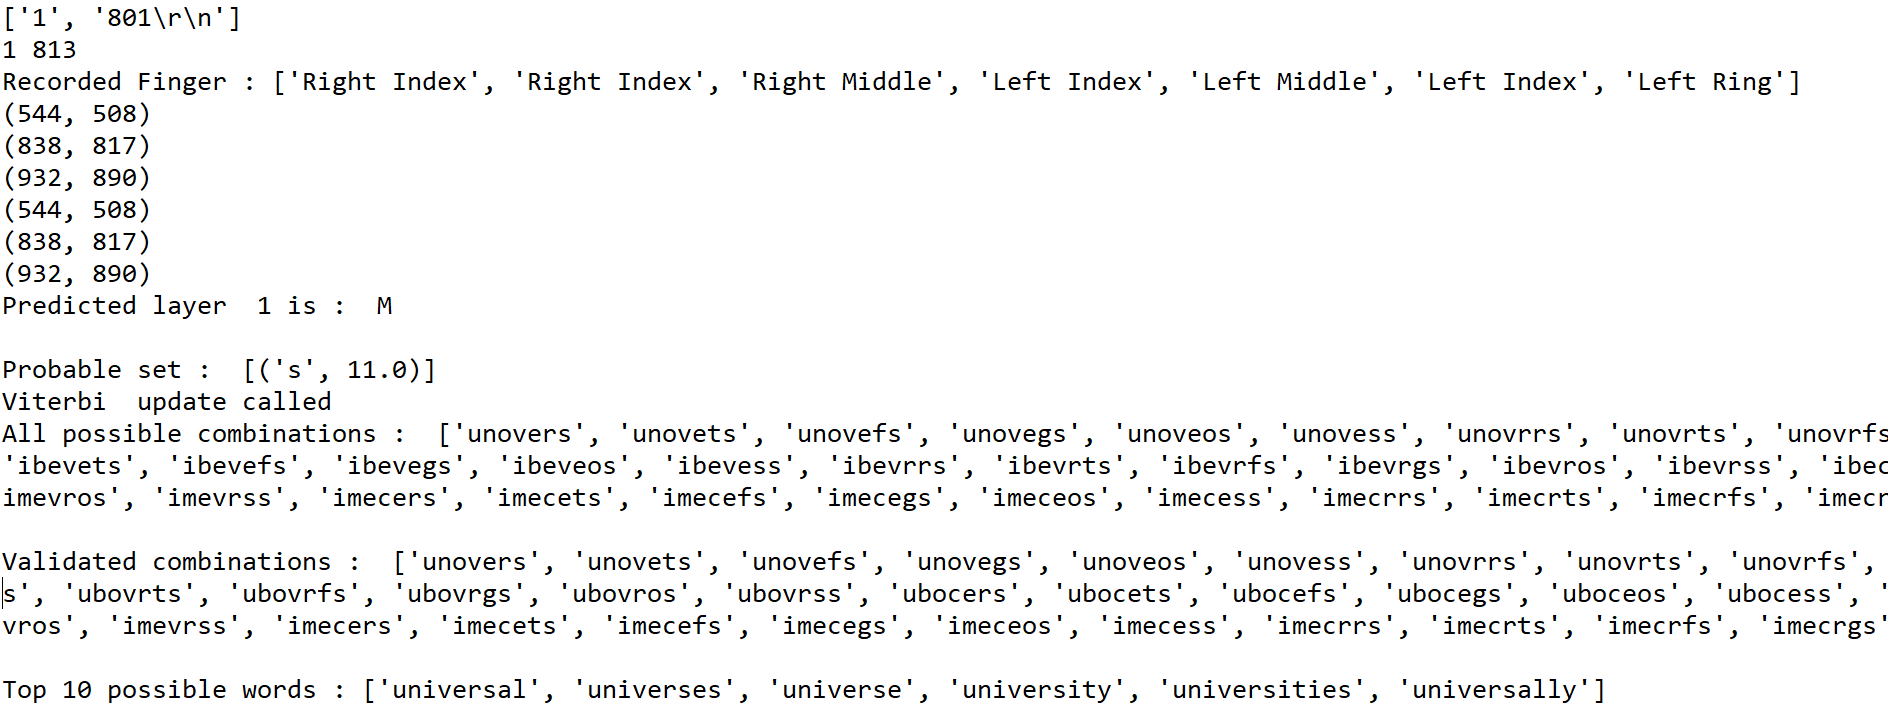 ['1', '801\r\n']
1 813
Recorded Finger : ['Right Index', 'Right Index', 'Right Middle', 'Left Index', 'Left Middle', 'Left Index', 'Left Ring']
(544, 508)
(838, 817)
(932, 890)
(544, 508)
(838, 817)
(932, 890)
Predicted layer  1 is :  M
Probable set :  [('s', 11.0)]
Viterbi  update called
All possible combinations :  ['unovers', 'unovets', 'unovefs', 'unovegs', 'unoveos', 'unovess', 'unovrrs', 'unovrts', 'unovrfs
'ibevets', 'ibevefs', 'ibevegs', 'ibeveos', 'ibevess', 'ibevrrs', 'ibevrts', 'ibevrfs', 'ibevrgs', 'ibevros', 'ibevrss', 'ibec
imevros', 'imevrss', 'imecers', 'imecets', 'imecefs', 'imecegs', 'imeceos', 'imecess', 'imecrrs', 'imecrts', 'imecrfs', 'imecr
Validated combinations :  ['unovers', 'unovets', 'unovefs', 'unovegs', 'unoveos', 'unovess', 'unovrrs', 'unovrts', 'unovrfs',
s', 'ubovrts', 'ubovrfs', 'ubovrgs', 'ubovros', 'ubovrss', 'ubocers', 'ubocets', 'ubocefs', 'ubocegs', 'uboceos', 'ubocess', '
vros', 'imevrss', 'imecers', 'imecets', 'imecefs', 'imecegs', 'imeceos', 'imecess', 'imecrrs', 'imecrts', 'imecrfs', 'imecrgs'
Top 10 possible words : ['universal', 'universes', 'universe', 'university', 'universities', 'universally']